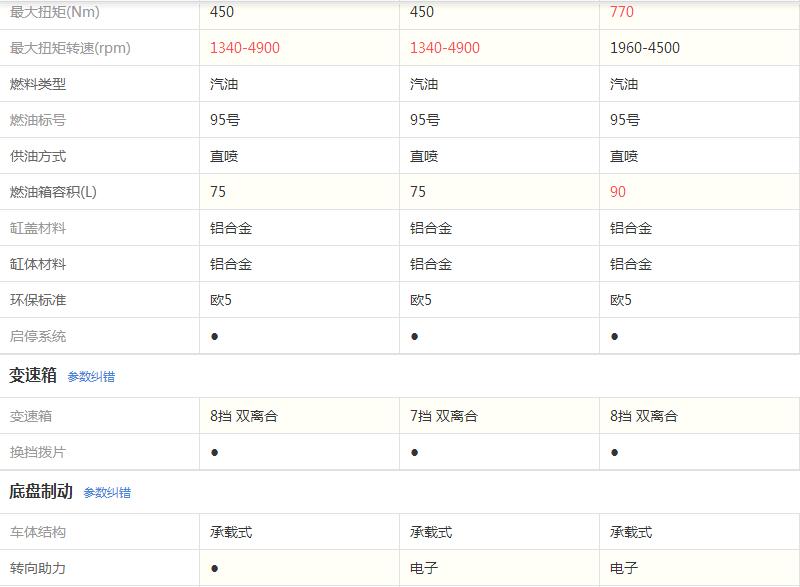 最大扭矩(Nm) 450 450 770
最大扭矩转速(rpm) 1340-4900 1340-4900 1960-4500
燃料类型 汽油 汽油 汽油
燃油标号 95号 95号 95号
供油方式 直喷 直喷 直喷
燃油箱容积(L) 75 75 90
缸盖材料 铝合金 铝合金 铝合金
缸体材料 铝合金 铝合金 铝合金
环保标准 欧5 欧5 欧5
启停系统 ● ● ●
变速箱 参数纠错
变速箱 8挡 双离合 7挡 双离合 8挡 双离合
换挡拨片 ● ● ●
底盘制动 参数纠错
车体结构 承载式 承载式 承载式
转向助力 ● 电子 电子